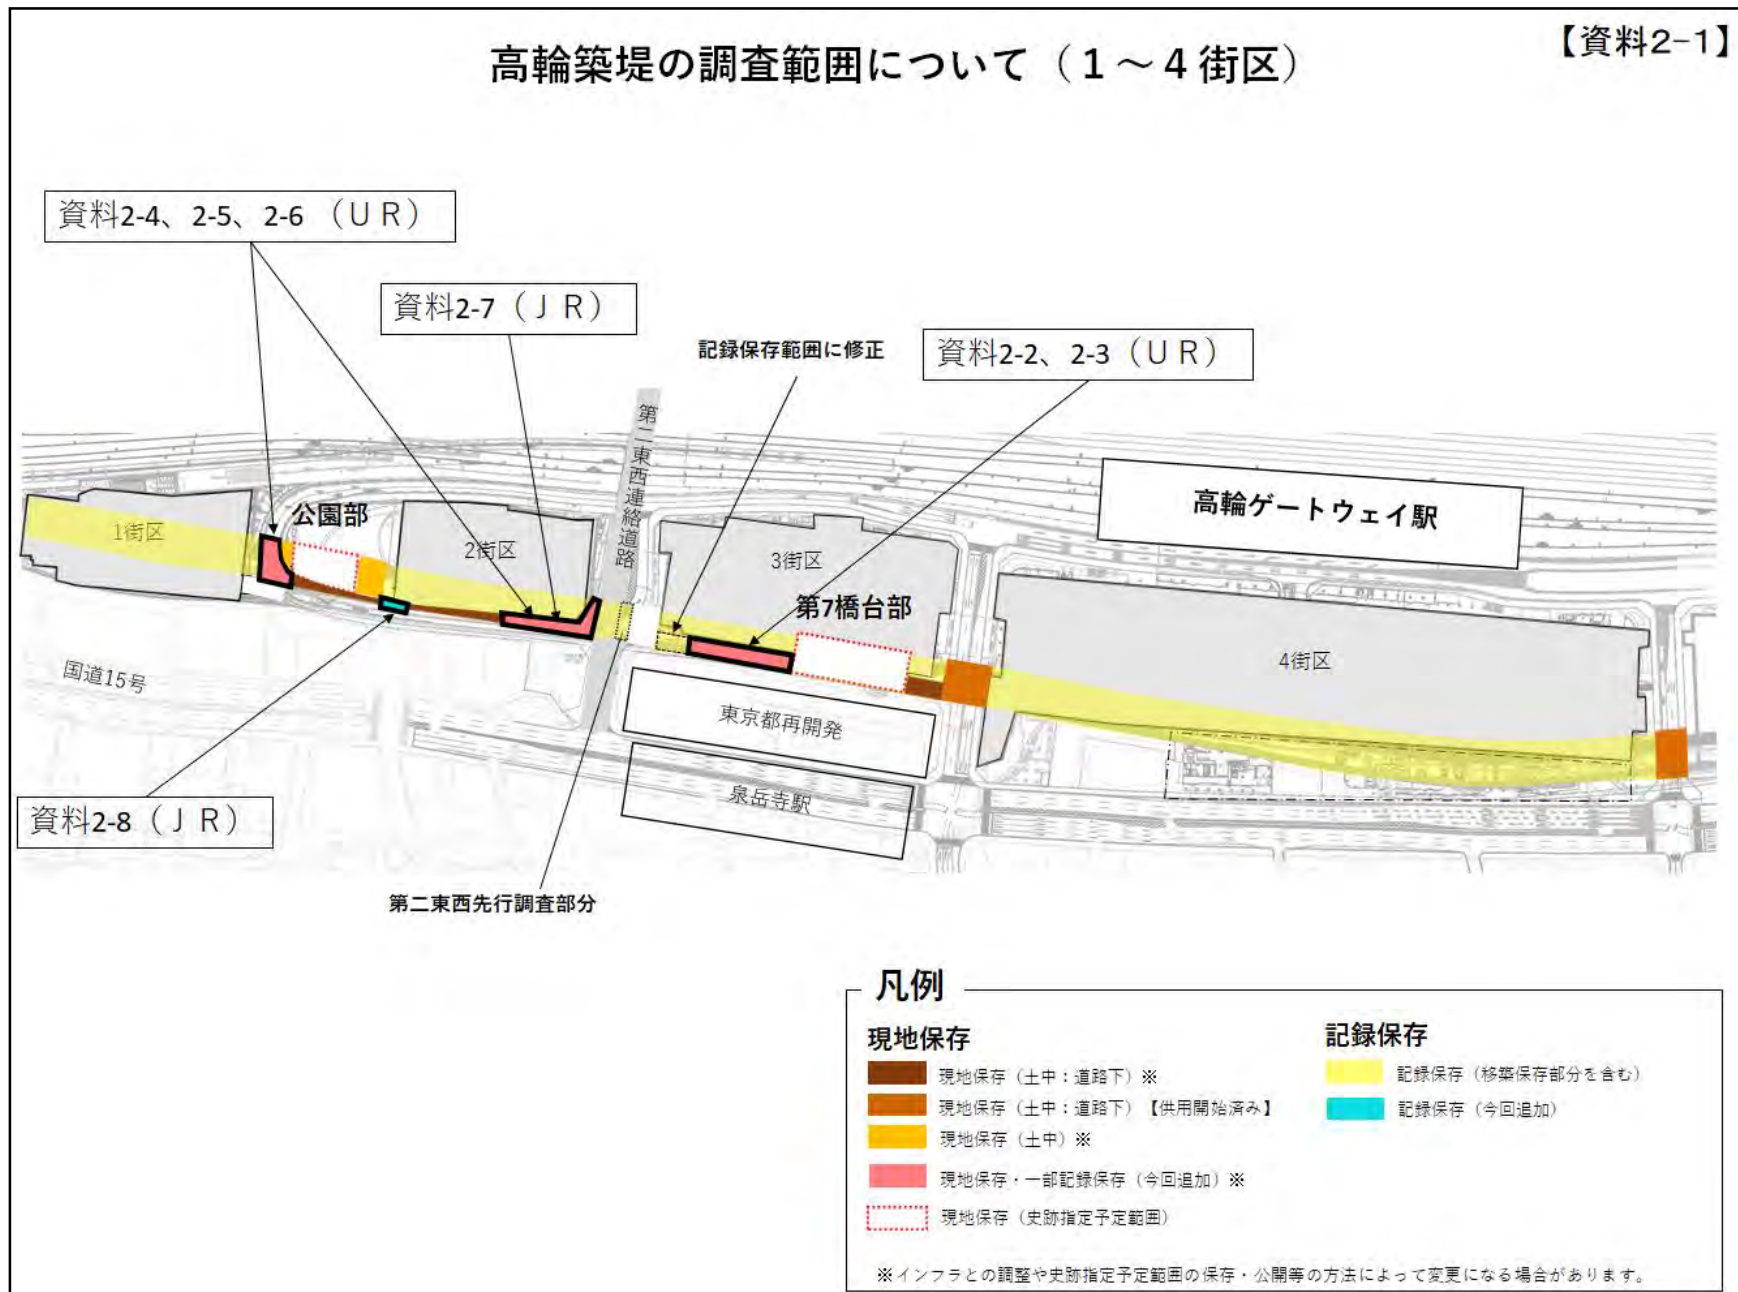 【資料2-1】
高輪築堤の調査範囲について（１～４街区）
資料2-4、2-5、2-6 （ＵＲ）
資料2-7（ＪＲ）
記録保存範囲に修正
資料2-2、2-3（ＵＲ）
第二東西連絡道路
高輪ゲートウェイ駅
1街区
公園部
2街区
3街区
第7橋台部
4街区
国道15号
東京都再開発
泉岳寺駅
資料2-8（ＪＲ）
第二東西先行調査部分
凡例
現地保存
現地保存（土中：道路下）※
現地保存（土中：道路下）【供用開始済み】
現地保存（土中）※
現地保存・一部記録保存（今回追加）※
現地保存（史跡指定予定範囲）
記録保存
記録保存（移築保存部分を含む）
記録保存（今回追加）
※インフラとの調整や史跡指定予定範囲の保存・公開等の方法によって変更になる場合があります。